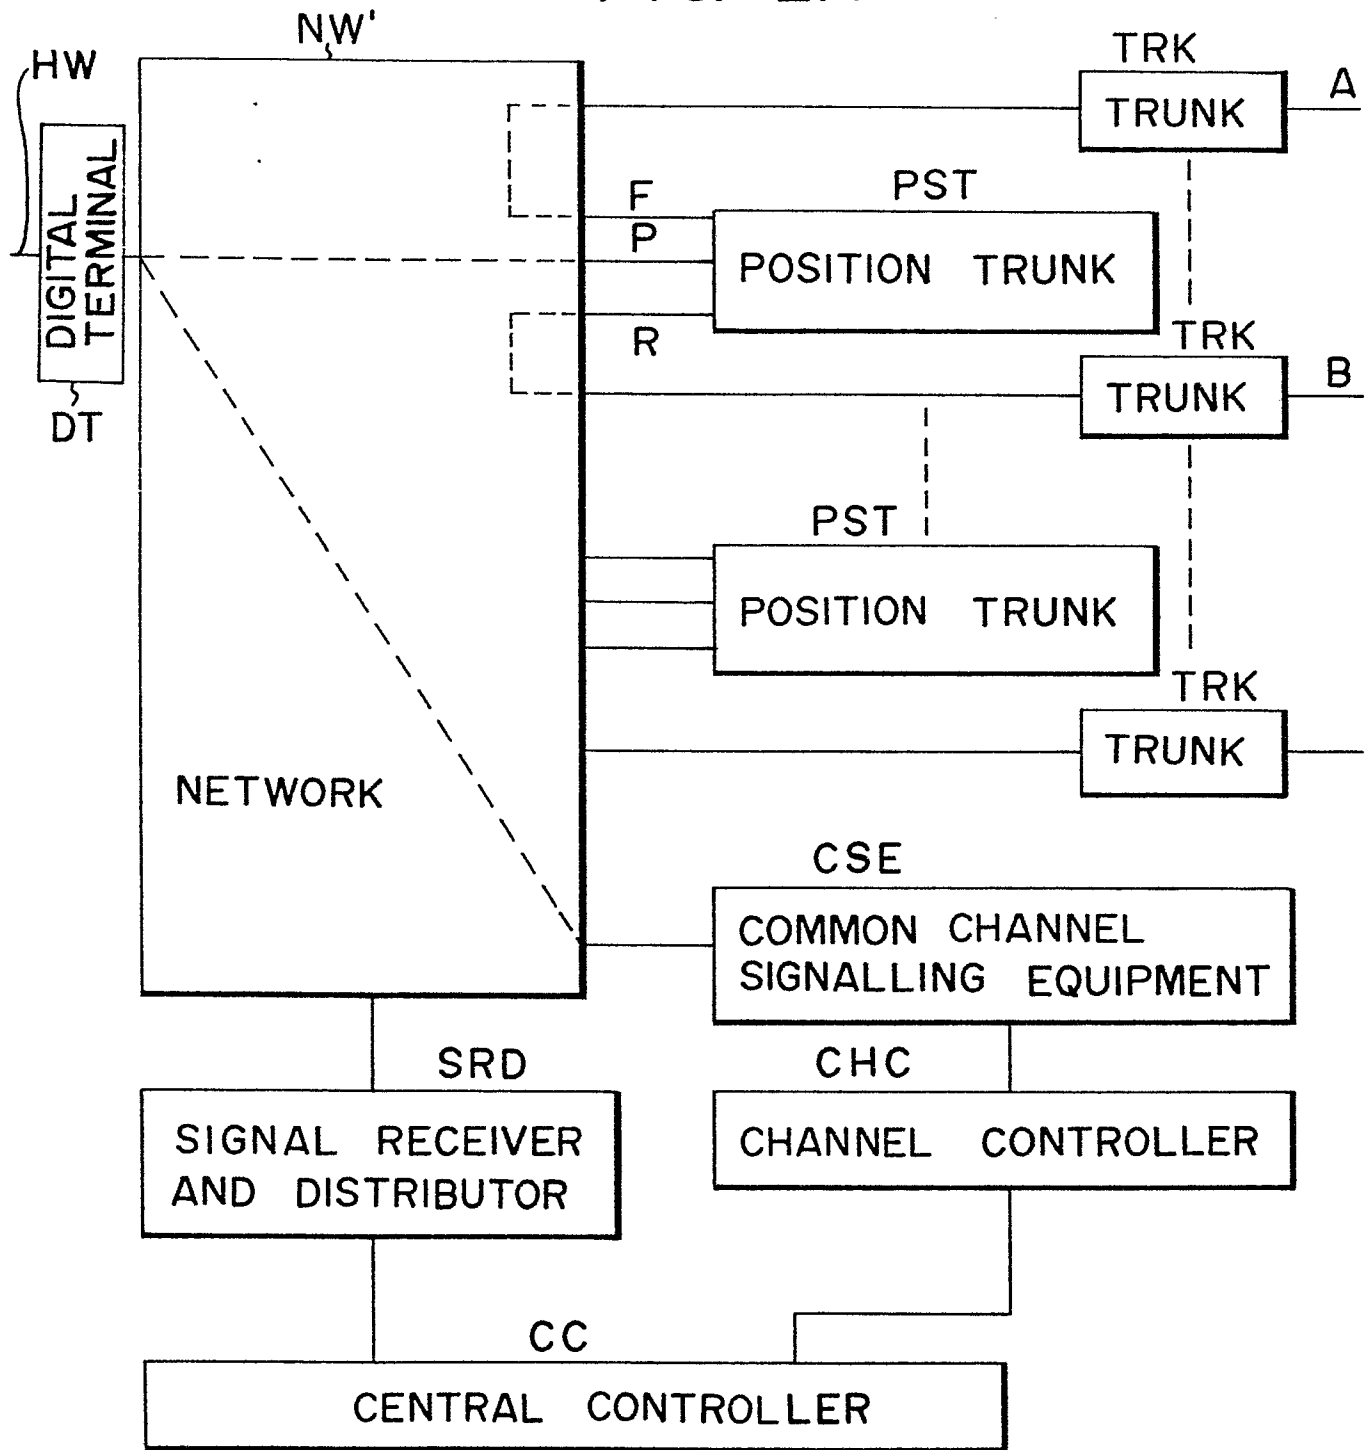 NW'
HW
TRK
A
TRUNK
DIGITAL
TERMINAL
PST
F
P
POSITION TRUNK
R
TRK
B
TRUNK
DT
PST
POSITION TRUNK
TRK
TRUNK
NETWORK
CSE
COMMON CHANNEL
SIGNALLING EQUIPMENT
SRD
CHC
SIGNAL RECEIVER
AND DISTRIBUTOR
CHANNEL CONTROLLER
CC
CENTRAL CONTROLLER